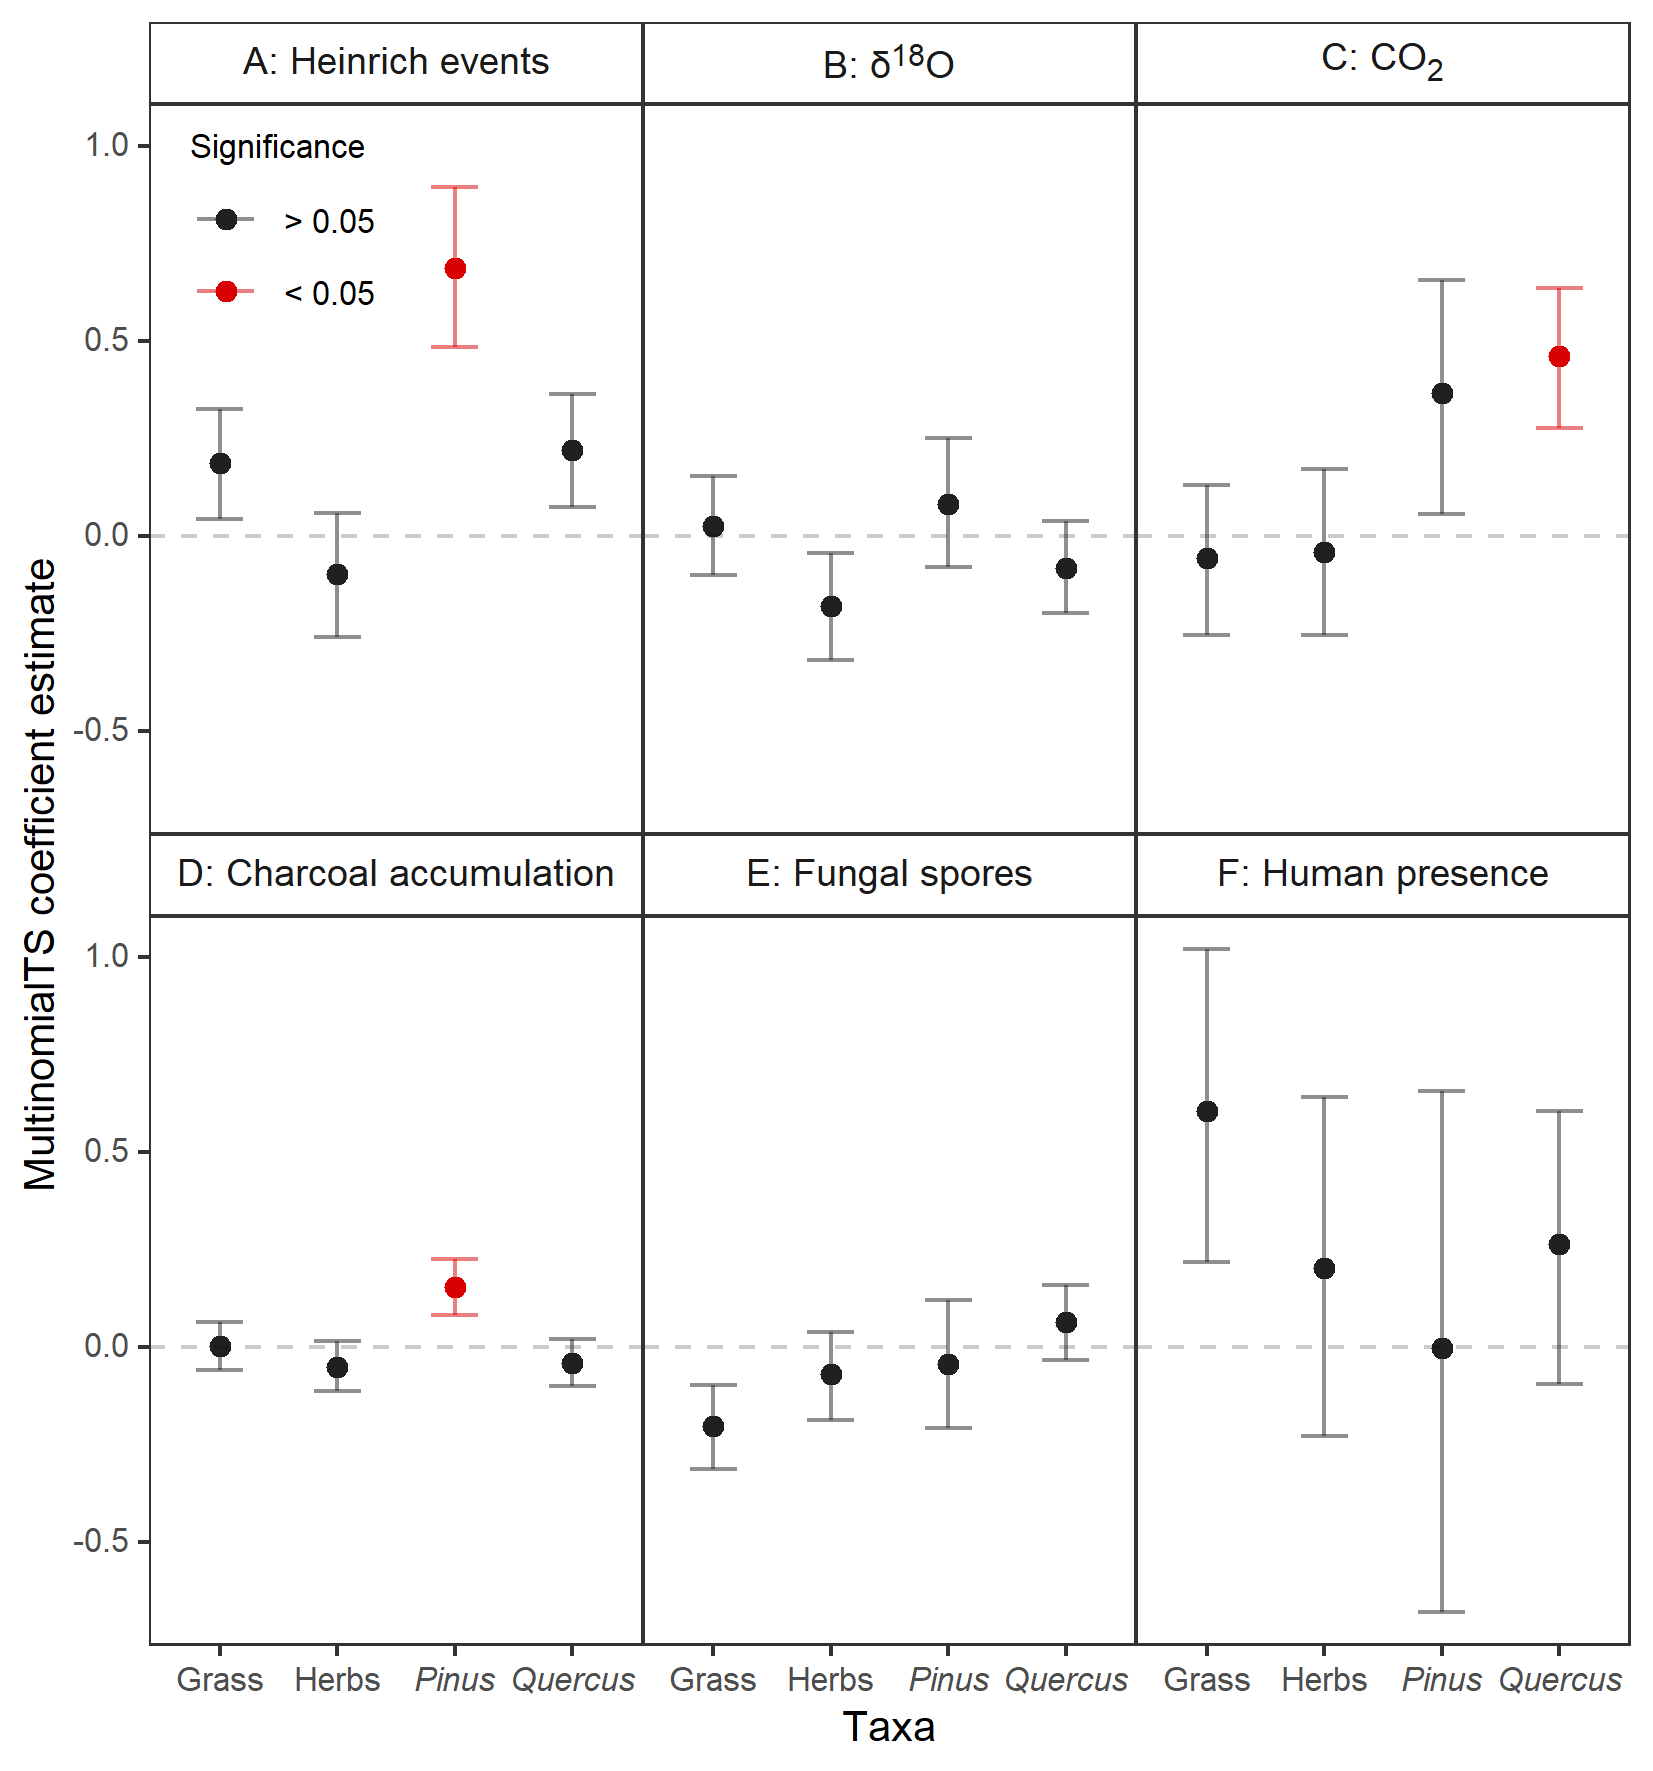 A: Heinrich events
B: δ¹⁸O
C: CO₂
Significance
> 0.05
< 0.05
1.0
0.5
0.0
-0.5
D: Charcoal accumulation
E: Fungal spores
F: Human presence
1.0
0.5
0.0
-0.5
MultinomialTS coefficient estimate
Grass Herbs Pinus Quercus Grass Herbs Pinus Quercus Grass Herbs Pinus Quercus
Taxa